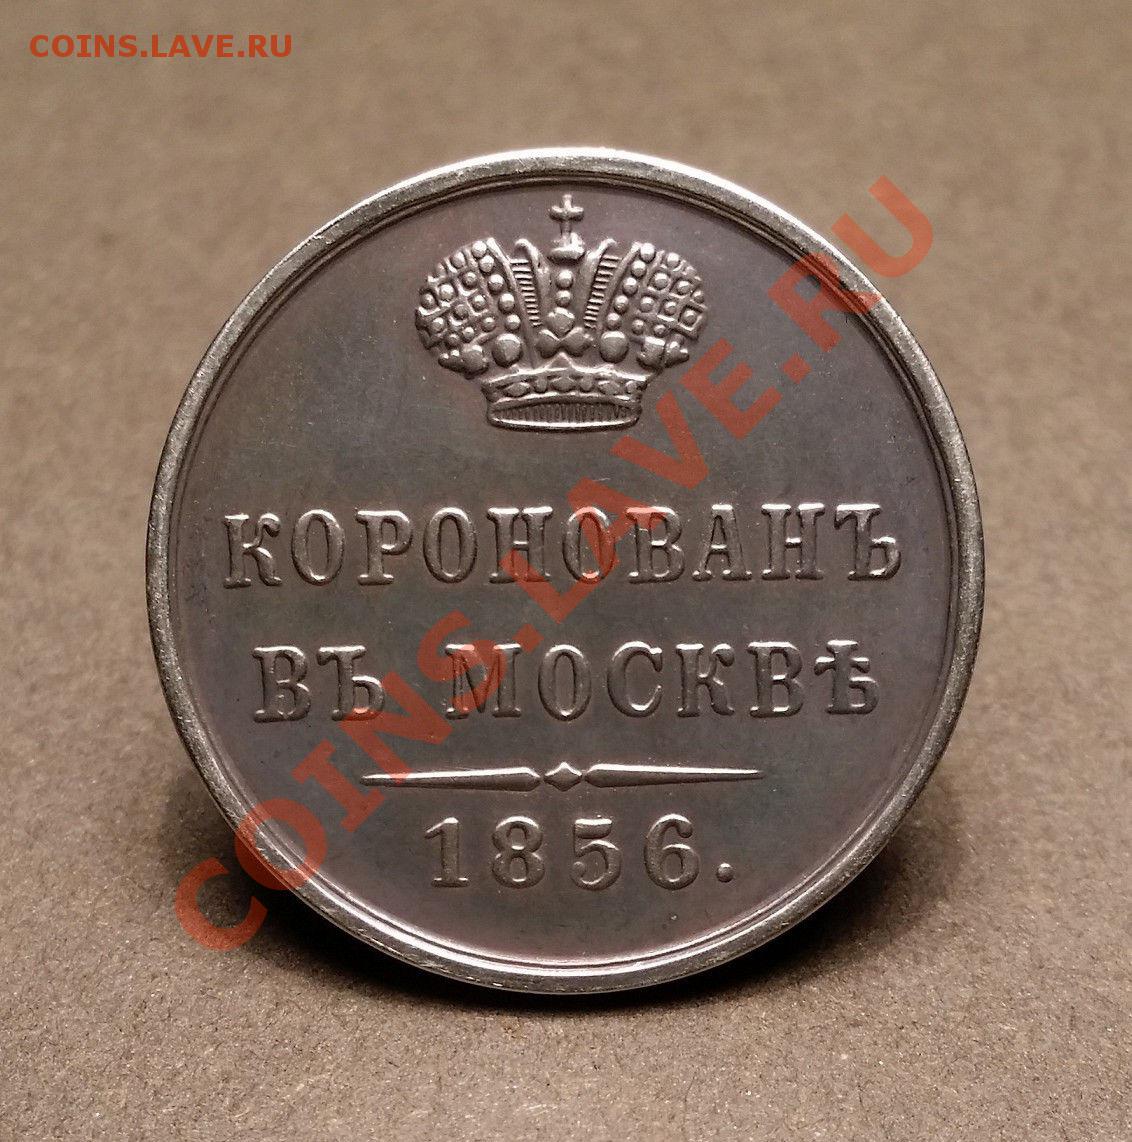 COINS.LAVE.RU
КОРОНОВАНЪ
ВЪ МОСКВѢ
1856.
COINS.LAVE.RU